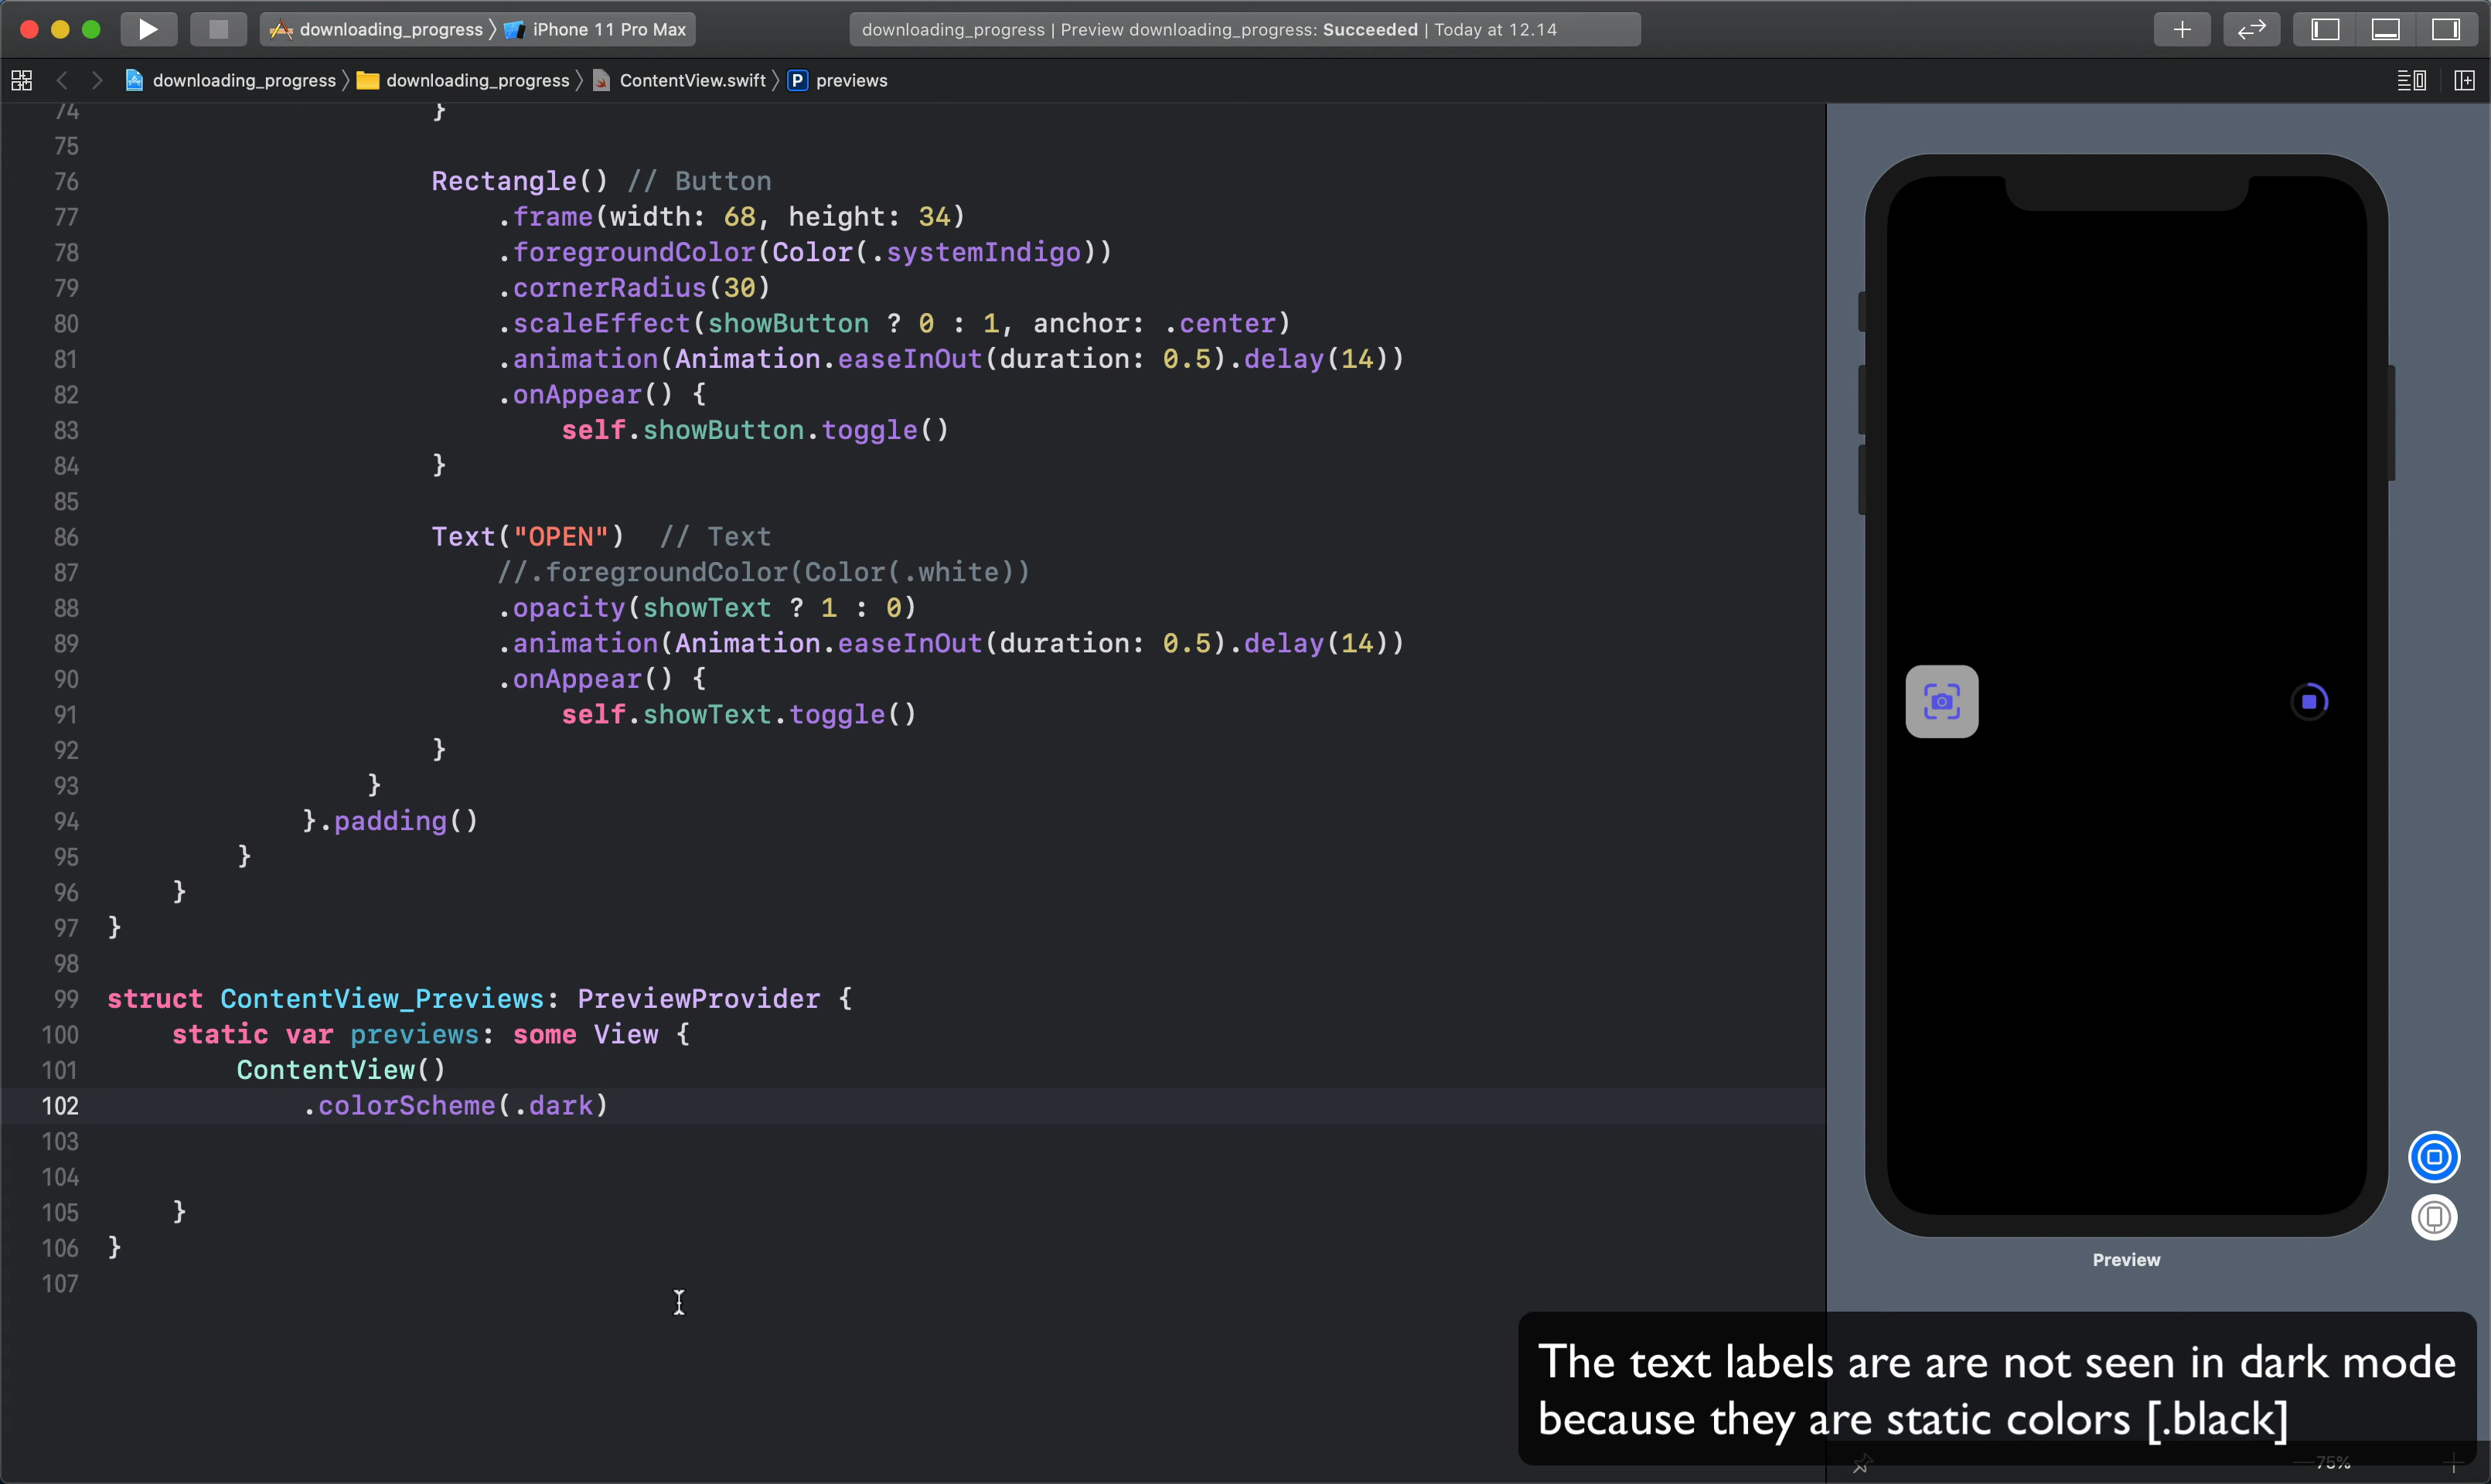 downloading_progress 〉 iPhone 11 Pro Max
downloading_progress | Preview downloading_progress: Succeeded | Today at 12.14
downloading_progress 〉 downloading_progress 〉 ContentView.swift 〉 P previews
74 }
75
76 Rectangle() // Button
77 .frame(width: 68, height: 34)
78 .foregroundColor(Color(.systemIndigo))
79 .cornerRadius(30)
80 .scaleEffect(showButton ? 0 : 1, anchor: .center)
81 .animation(Animation.easeInOut(duration: 0.5).delay(14))
82 .onAppear() {
83 self.showButton.toggle()
84 }
85
86 Text("OPEN")  // Text
87 //.foregroundColor(Color(.white))
88 .opacity(showText ? 1 : 0)
89 .animation(Animation.easeInOut(duration: 0.5).delay(14))
90 .onAppear() {
91 self.showText.toggle()
92 }
93 }
94 }.padding()
95 }
96 }
97 }
98
99 struct ContentView_Previews: PreviewProvider {
100 static var previews: some View {
101 ContentView()
102 .colorScheme(.dark)
103
104
105 }
106 }
107
Preview
The text labels are are not seen in dark mode
because they are static colors [.black]
75%